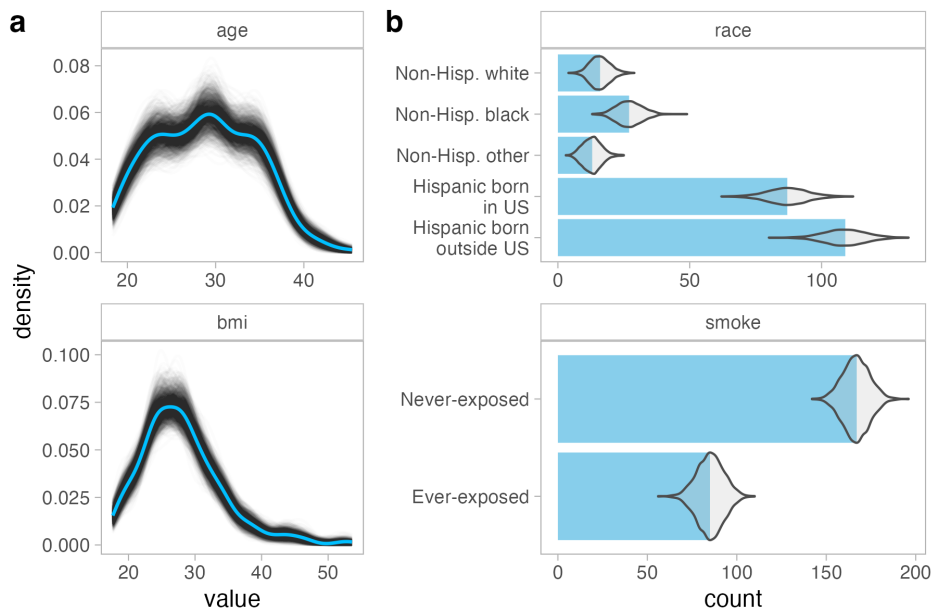 a
age
0.08
0.06
0.04
0.02
0.00
20 30 40
bmi
0.100
0.075
0.050
0.025
0.000
20 30 40 50
density
value
b
race
Non-Hisp. white
Non-Hisp. black
Non-Hisp. other
Hispanic born
in US
Hispanic born
outside US
0 50 100
smoke
Never-exposed
Ever-exposed
0 50 100 150 200
count